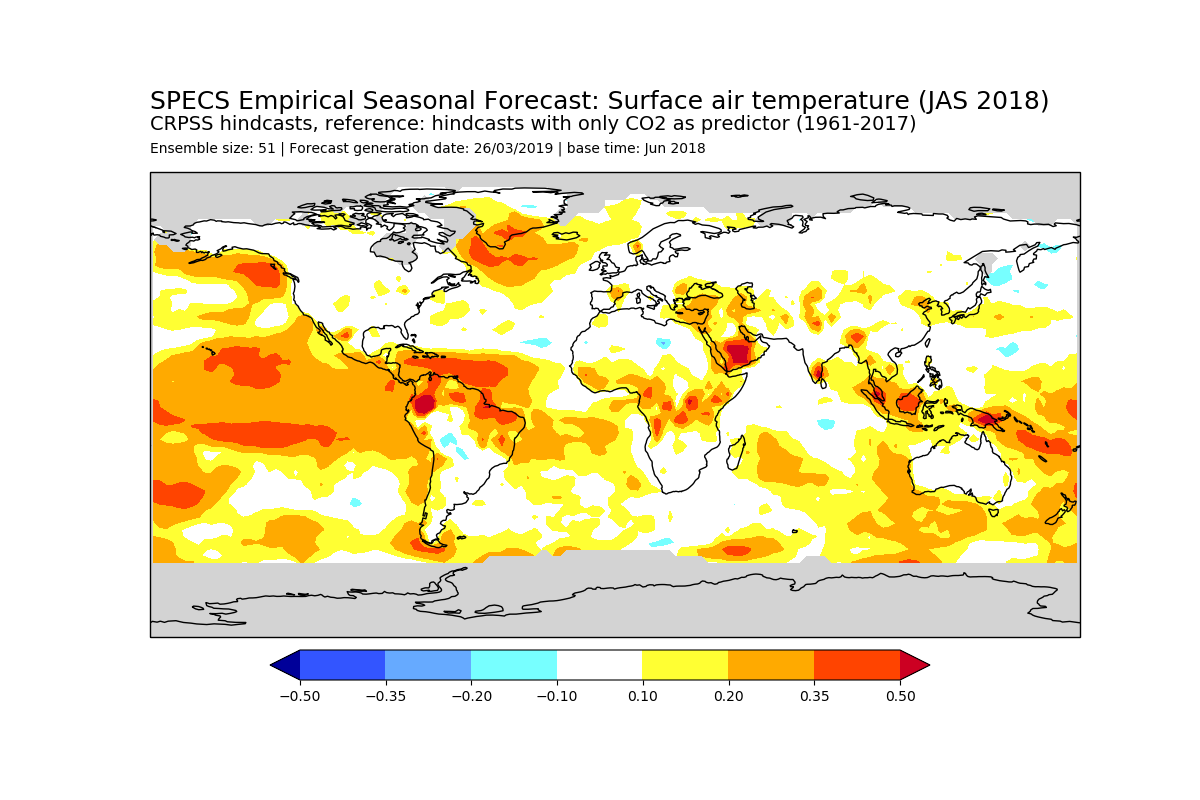 SPECS Empirical Seasonal Forecast: Surface air temperature (JAS 2018)
CRPSS hindcasts, reference: hindcasts with only CO2 as predictor (1961-2017)
Ensemble size: 51 | Forecast generation date: 26/03/2019 | base time: Jun 2018
−0.50 −0.35 −0.20 −0.10 0.10 0.20 0.35 0.50